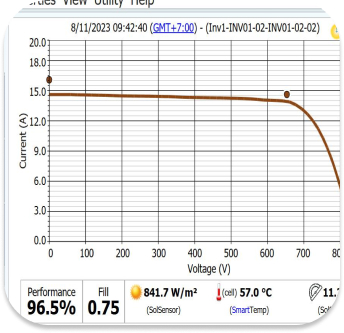 View Utility Help
8/11/2023 09:42:40 (GMT+7:00) - (Inv1-INV01-02-INV01-02-02)
20.0
18.0
15.0
12.0
9.0
6.0
3.0
0.0
Current (A)
0 100 200 300 400 500 600 700 80
Voltage (V)
Performance Fill 841.7 W/m² (cell) 57.0 °C 11.
96.5% 0.75 (SolSensor) (SmartTemp)